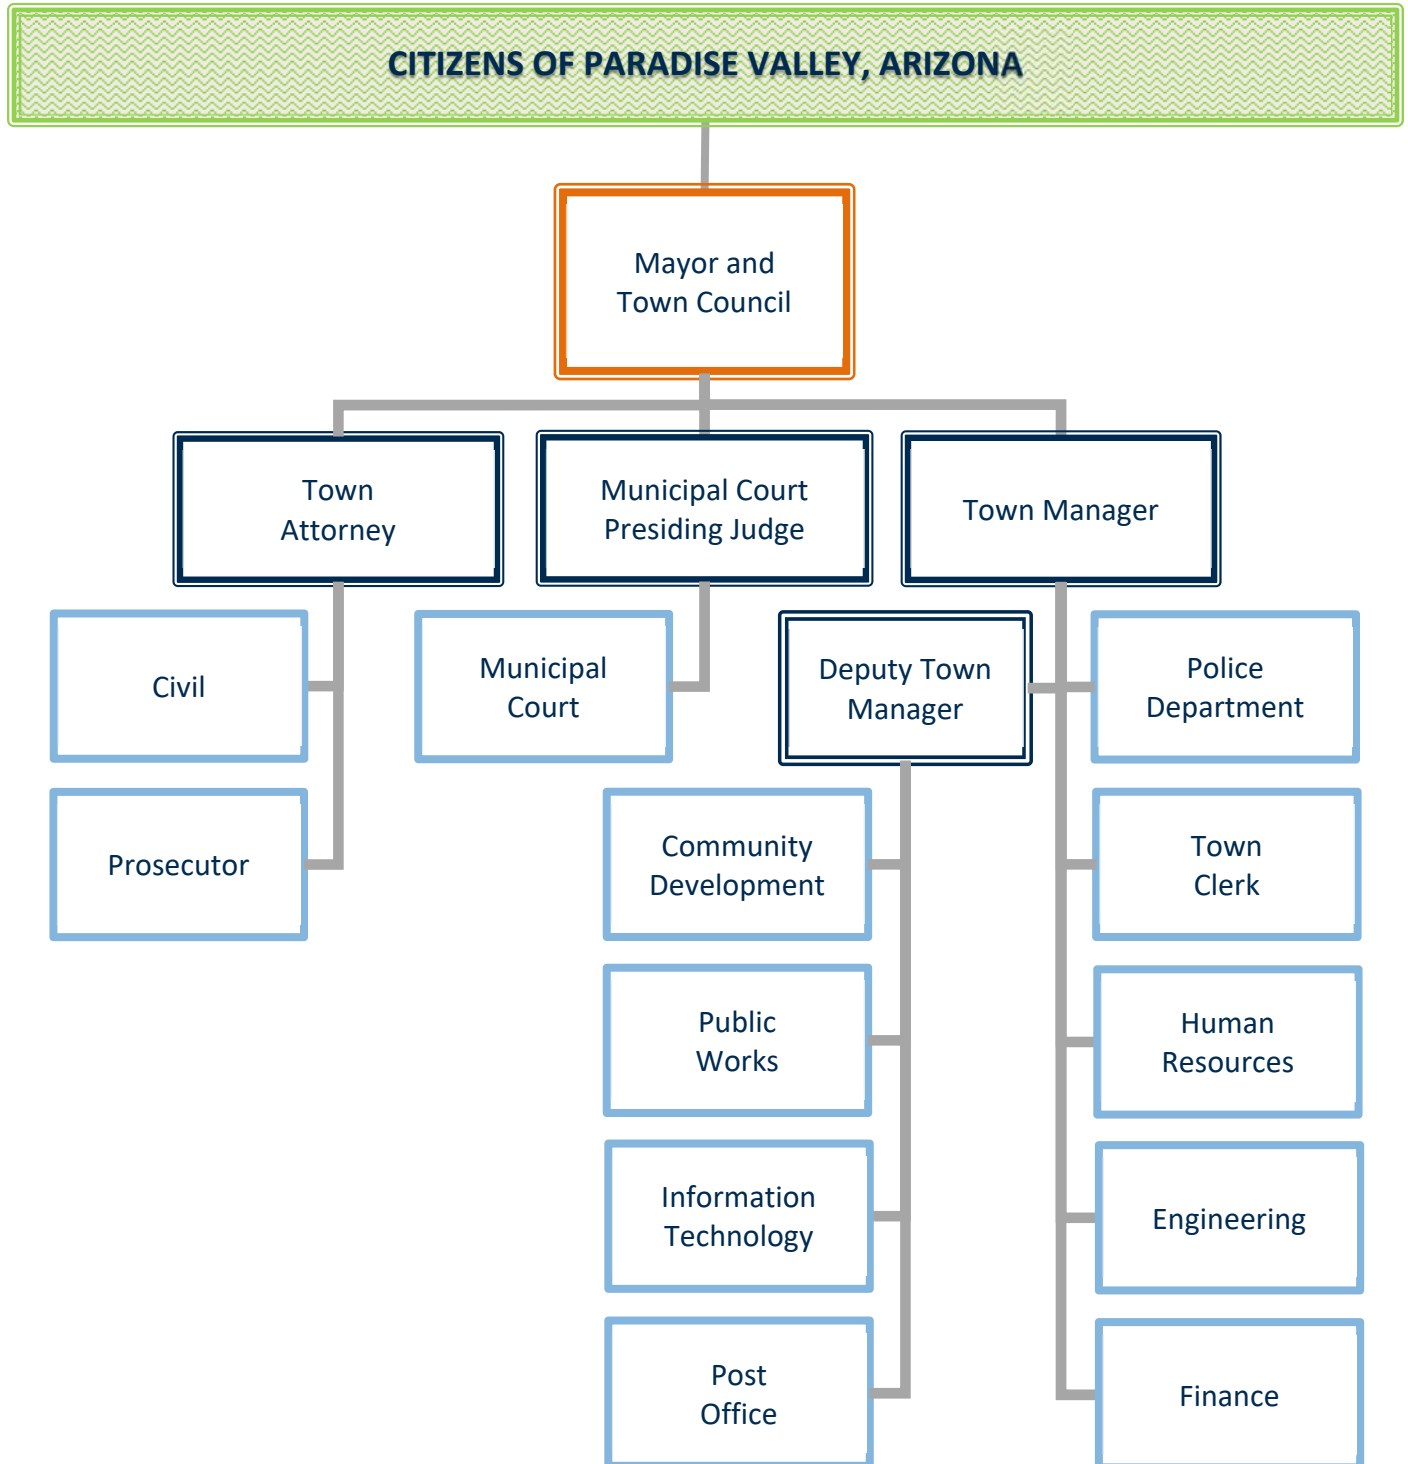 CITIZENS OF PARADISE VALLEY, ARIZONA
Mayor and
Town Council
Town
Attorney
Municipal Court
Presiding Judge
Town Manager
Civil
Municipal
Court
Deputy Town
Manager
Police
Department
Prosecutor
Community
Development
Town
Clerk
Public
Works
Human
Resources
Information
Technology
Engineering
Post
Office
Finance